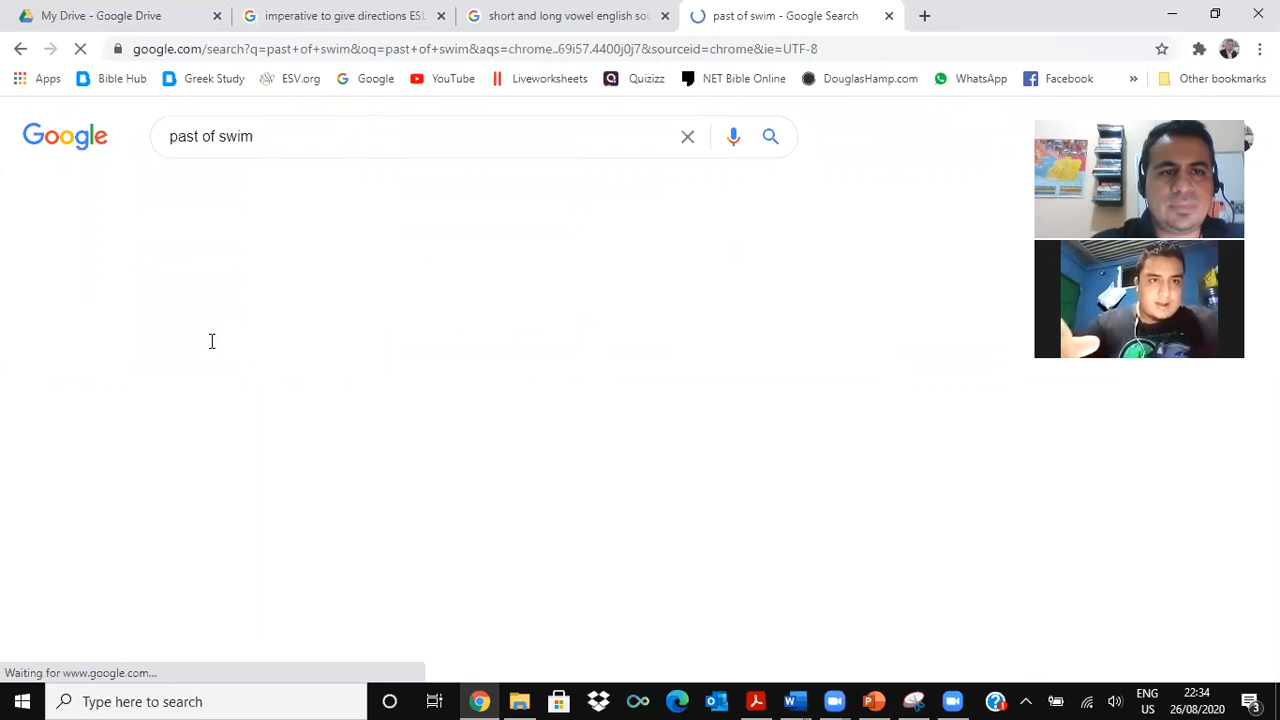 My Drive - Google Drive
imperative to give directions ESL
short and long vowel english sou
past of swim - Google Search
google.com/search?q=past+of+swim&oq=past+of+swim&aqs=chrome..69i57.4400j0j7&sourceid=chrome&ie=UTF-8
Apps Bible Hub Greek Study ESV.org Google YouTube Liveworksheets Quizizz NET Bible Online DouglasHamp.com WhatsApp Facebook » Other bookmarks
Google past of swim
Waiting for www.google.com...
Type here to search
ENG 22:34
US 26/08/2020 3